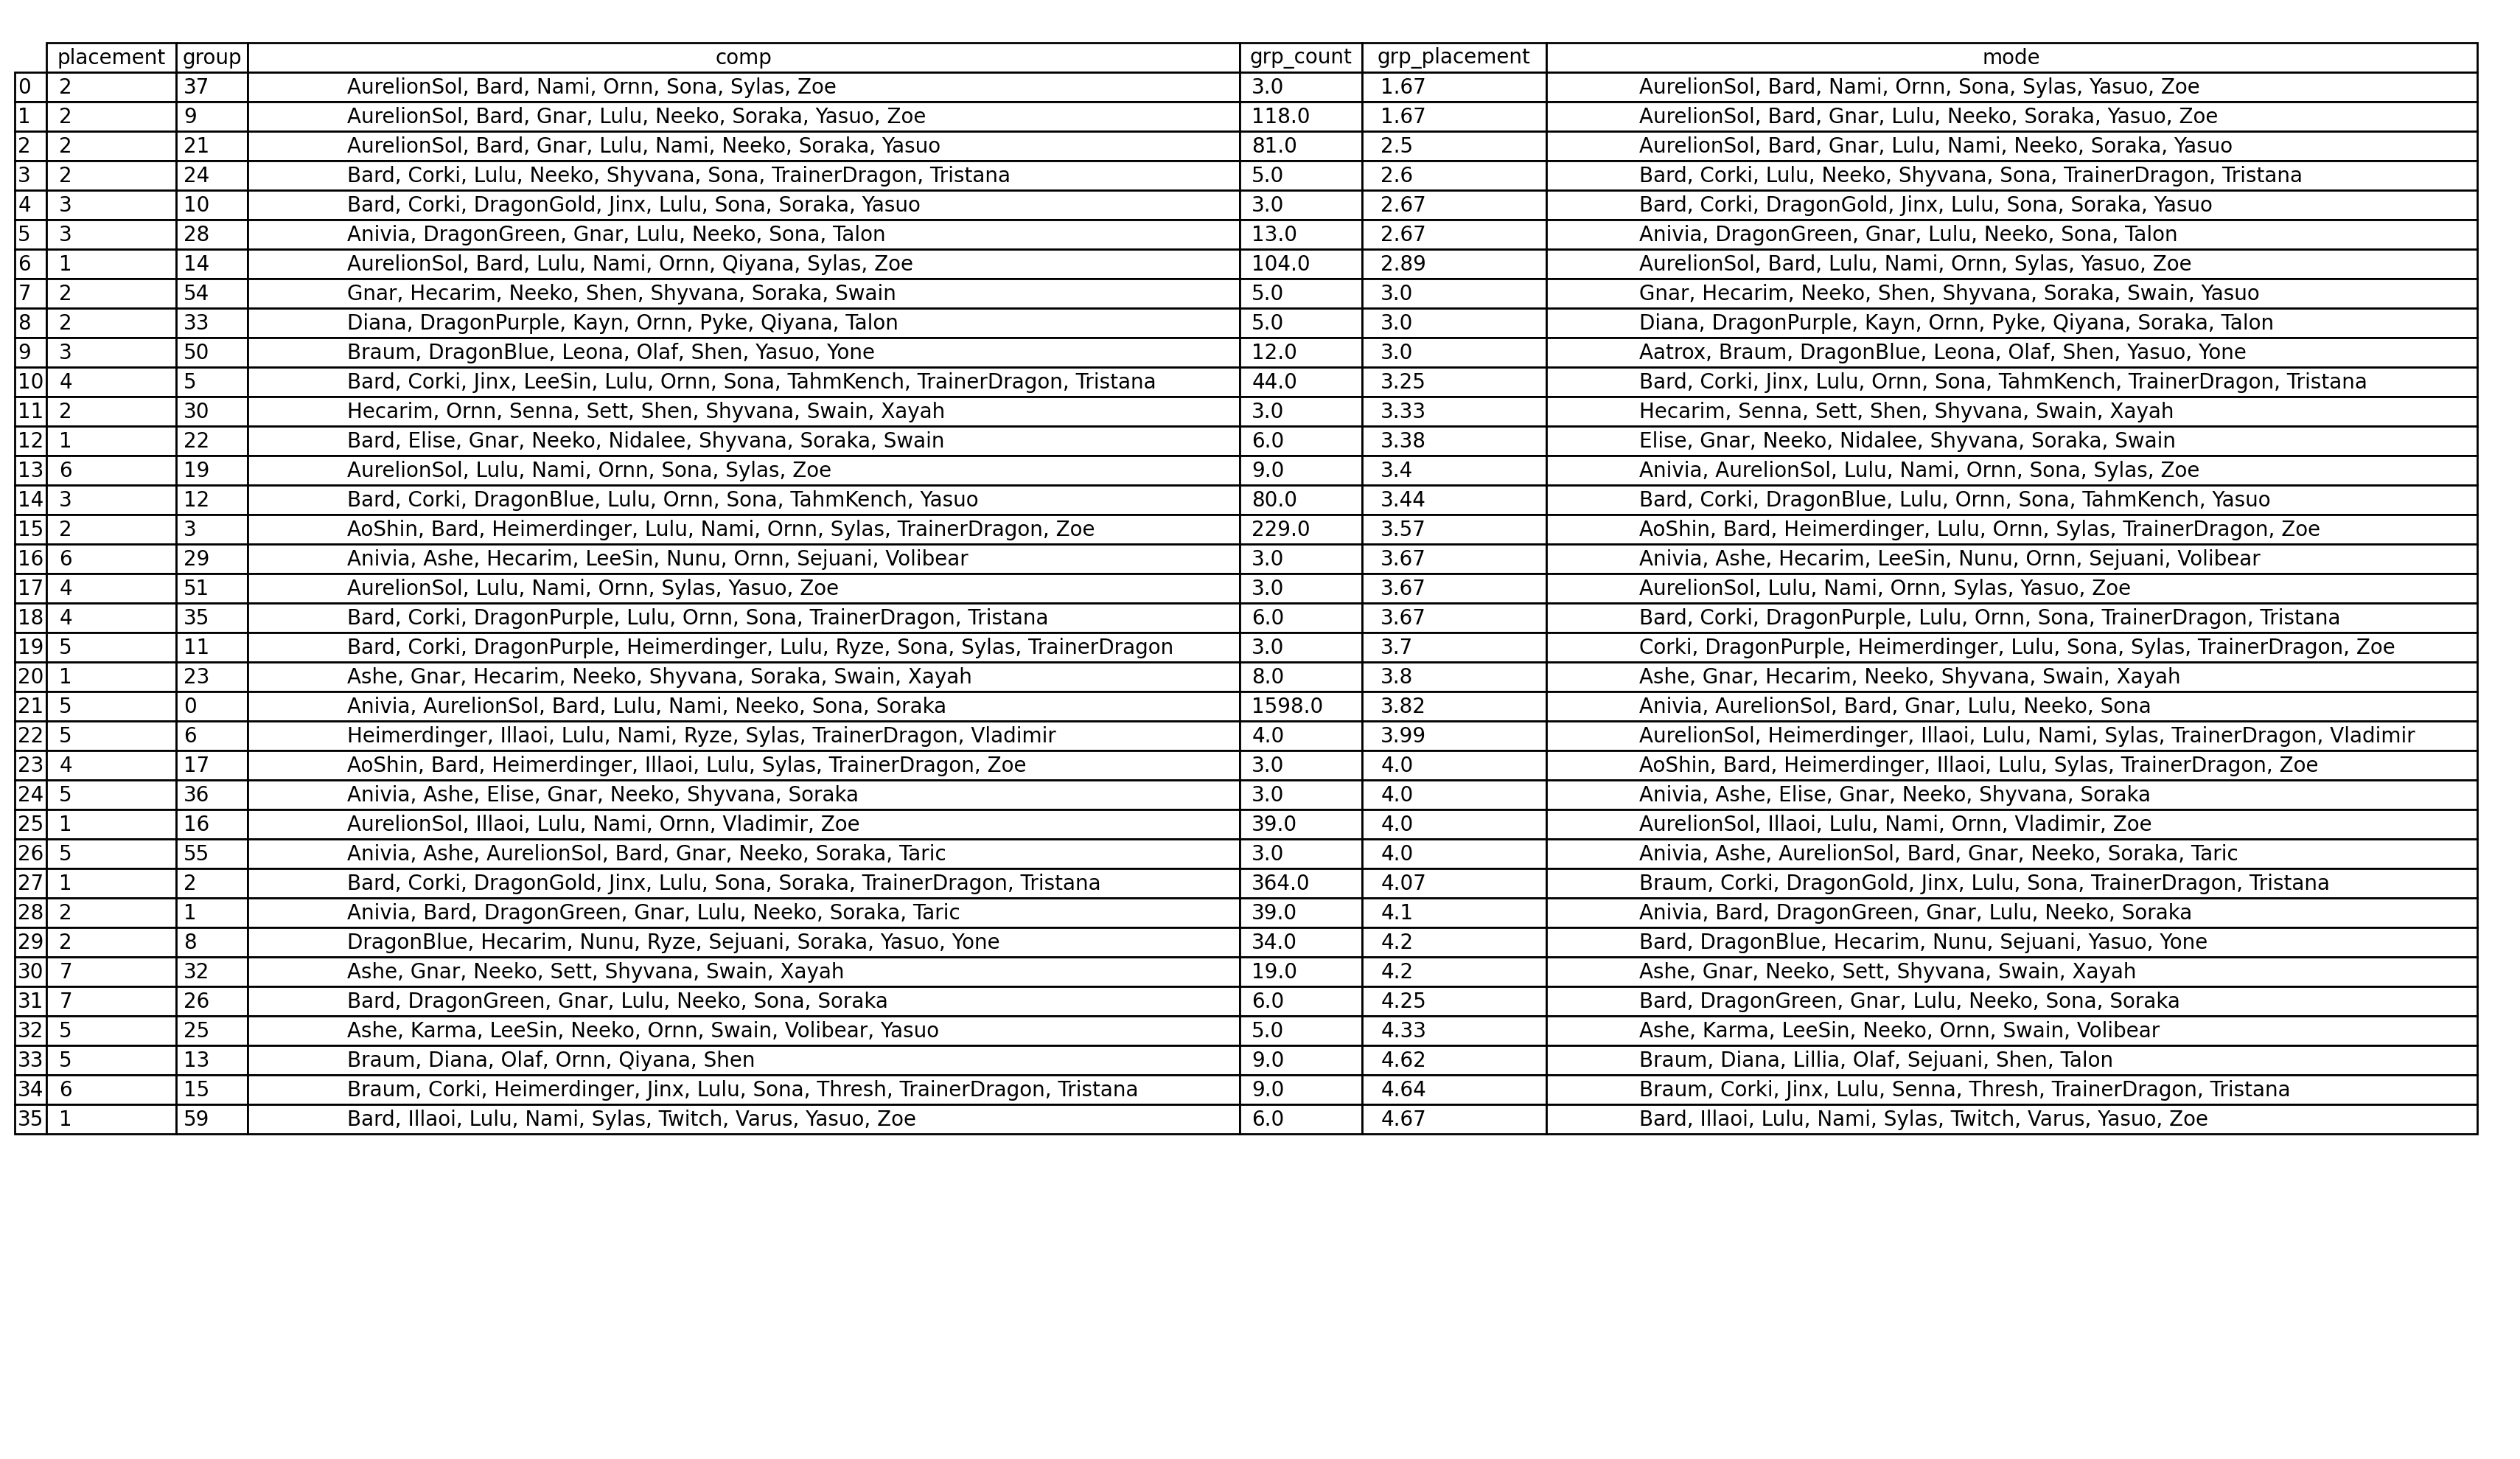 placement group comp grp_count grp_placement mode
0 2 37 AurelionSol, Bard, Nami, Ornn, Sona, Sylas, Zoe 3.0 1.67 AurelionSol, Bard, Nami, Ornn, Sona, Sylas, Yasuo, Zoe
1 2 9 AurelionSol, Bard, Gnar, Lulu, Neeko, Soraka, Yasuo, Zoe 118.0 1.67 AurelionSol, Bard, Gnar, Lulu, Neeko, Soraka, Yasuo, Zoe
2 2 21 AurelionSol, Bard, Gnar, Lulu, Nami, Neeko, Soraka, Yasuo 81.0 2.5 AurelionSol, Bard, Gnar, Lulu, Nami, Neeko, Soraka, Yasuo
3 2 24 Bard, Corki, Lulu, Neeko, Shyvana, Sona, TrainerDragon, Tristana 5.0 2.6 Bard, Corki, Lulu, Neeko, Shyvana, Sona, TrainerDragon, Tristana
4 3 10 Bard, Corki, DragonGold, Jinx, Lulu, Sona, Soraka, Yasuo 3.0 2.67 Bard, Corki, DragonGold, Jinx, Lulu, Sona, Soraka, Yasuo
5 3 28 Anivia, DragonGreen, Gnar, Lulu, Neeko, Sona, Talon 13.0 2.67 Anivia, DragonGreen, Gnar, Lulu, Neeko, Sona, Talon
6 1 14 AurelionSol, Bard, Lulu, Nami, Ornn, Qiyana, Sylas, Zoe 104.0 2.89 AurelionSol, Bard, Lulu, Nami, Ornn, Sylas, Yasuo, Zoe
7 2 54 Gnar, Hecarim, Neeko, Shen, Shyvana, Soraka, Swain 5.0 3.0 Gnar, Hecarim, Neeko, Shen, Shyvana, Soraka, Swain, Yasuo
8 2 33 Diana, DragonPurple, Kayn, Ornn, Pyke, Qiyana, Talon 5.0 3.0 Diana, DragonPurple, Kayn, Ornn, Pyke, Qiyana, Soraka, Talon
9 3 50 Braum, DragonBlue, Leona, Olaf, Shen, Yasuo, Yone 12.0 3.0 Aatrox, Braum, DragonBlue, Leona, Olaf, Shen, Yasuo, Yone
10 4 5 Bard, Corki, Jinx, LeeSin, Lulu, Ornn, Sona, TahmKench, TrainerDragon, Tristana 44.0 3.25 Bard, Corki, Jinx, Lulu, Ornn, Sona, TahmKench, TrainerDragon, Tristana
11 2 30 Hecarim, Ornn, Senna, Sett, Shen, Shyvana, Swain, Xayah 3.0 3.33 Hecarim, Senna, Sett, Shen, Shyvana, Swain, Xayah
12 1 22 Bard, Elise, Gnar, Neeko, Nidalee, Shyvana, Soraka, Swain 6.0 3.38 Elise, Gnar, Neeko, Nidalee, Shyvana, Soraka, Swain
13 6 19 AurelionSol, Lulu, Nami, Ornn, Sona, Sylas, Zoe 9.0 3.4 Anivia, AurelionSol, Lulu, Nami, Ornn, Sona, Sylas, Zoe
14 3 12 Bard, Corki, DragonBlue, Lulu, Ornn, Sona, TahmKench, Yasuo 80.0 3.44 Bard, Corki, DragonBlue, Lulu, Ornn, Sona, TahmKench, Yasuo
15 2 3 AoShin, Bard, Heimerdinger, Lulu, Nami, Ornn, Sylas, TrainerDragon, Zoe 229.0 3.57 AoShin, Bard, Heimerdinger, Lulu, Ornn, Sylas, TrainerDragon, Zoe
16 6 29 Anivia, Ashe, Hecarim, LeeSin, Nunu, Ornn, Sejuani, Volibear 3.0 3.67 Anivia, Ashe, Hecarim, LeeSin, Nunu, Ornn, Sejuani, Volibear
17 4 51 AurelionSol, Lulu, Nami, Ornn, Sylas, Yasuo, Zoe 3.0 3.67 AurelionSol, Lulu, Nami, Ornn, Sylas, Yasuo, Zoe
18 4 35 Bard, Corki, DragonPurple, Lulu, Ornn, Sona, TrainerDragon, Tristana 6.0 3.67 Bard, Corki, DragonPurple, Lulu, Ornn, Sona, TrainerDragon, Tristana
19 5 11 Bard, Corki, DragonPurple, Heimerdinger, Lulu, Ryze, Sona, Sylas, TrainerDragon 3.0 3.7 Corki, DragonPurple, Heimerdinger, Lulu, Sona, Sylas, TrainerDragon, Zoe
20 1 23 Ashe, Gnar, Hecarim, Neeko, Shyvana, Soraka, Swain, Xayah 8.0 3.8 Ashe, Gnar, Hecarim, Neeko, Shyvana, Swain, Xayah
21 5 0 Anivia, AurelionSol, Bard, Lulu, Nami, Neeko, Sona, Soraka 1598.0 3.82 Anivia, AurelionSol, Bard, Gnar, Lulu, Neeko, Sona
22 5 6 Heimerdinger, Illaoi, Lulu, Nami, Ryze, Sylas, TrainerDragon, Vladimir 4.0 3.99 AurelionSol, Heimerdinger, Illaoi, Lulu, Nami, Sylas, TrainerDragon, Vladimir
23 4 17 AoShin, Bard, Heimerdinger, Illaoi, Lulu, Sylas, TrainerDragon, Zoe 3.0 4.0 AoShin, Bard, Heimerdinger, Illaoi, Lulu, Sylas, TrainerDragon, Zoe
24 5 36 Anivia, Ashe, Elise, Gnar, Neeko, Shyvana, Soraka 3.0 4.0 Anivia, Ashe, Elise, Gnar, Neeko, Shyvana, Soraka
25 1 16 AurelionSol, Illaoi, Lulu, Nami, Ornn, Vladimir, Zoe 39.0 4.0 AurelionSol, Illaoi, Lulu, Nami, Ornn, Vladimir, Zoe
26 5 55 Anivia, Ashe, AurelionSol, Bard, Gnar, Neeko, Soraka, Taric 3.0 4.0 Anivia, Ashe, AurelionSol, Bard, Gnar, Neeko, Soraka, Taric
27 1 2 Bard, Corki, DragonGold, Jinx, Lulu, Sona, Soraka, TrainerDragon, Tristana 364.0 4.07 Braum, Corki, DragonGold, Jinx, Lulu, Sona, TrainerDragon, Tristana
28 2 1 Anivia, Bard, DragonGreen, Gnar, Lulu, Neeko, Soraka, Taric 39.0 4.1 Anivia, Bard, DragonGreen, Gnar, Lulu, Neeko, Soraka
29 2 8 DragonBlue, Hecarim, Nunu, Ryze, Sejuani, Soraka, Yasuo, Yone 34.0 4.2 Bard, DragonBlue, Hecarim, Nunu, Sejuani, Yasuo, Yone
30 7 32 Ashe, Gnar, Neeko, Sett, Shyvana, Swain, Xayah 19.0 4.2 Ashe, Gnar, Neeko, Sett, Shyvana, Swain, Xayah
31 7 26 Bard, DragonGreen, Gnar, Lulu, Neeko, Sona, Soraka 6.0 4.25 Bard, DragonGreen, Gnar, Lulu, Neeko, Sona, Soraka
32 5 25 Ashe, Karma, LeeSin, Neeko, Ornn, Swain, Volibear, Yasuo 5.0 4.33 Ashe, Karma, LeeSin, Neeko, Ornn, Swain, Volibear
33 5 13 Braum, Diana, Olaf, Ornn, Qiyana, Shen 9.0 4.62 Braum, Diana, Lillia, Olaf, Sejuani, Shen, Talon
34 6 15 Braum, Corki, Heimerdinger, Jinx, Lulu, Sona, Thresh, TrainerDragon, Tristana 9.0 4.64 Braum, Corki, Jinx, Lulu, Senna, Thresh, TrainerDragon, Tristana
35 1 59 Bard, Illaoi, Lulu, Nami, Sylas, Twitch, Varus, Yasuo, Zoe 6.0 4.67 Bard, Illaoi, Lulu, Nami, Sylas, Twitch, Varus, Yasuo, Zoe